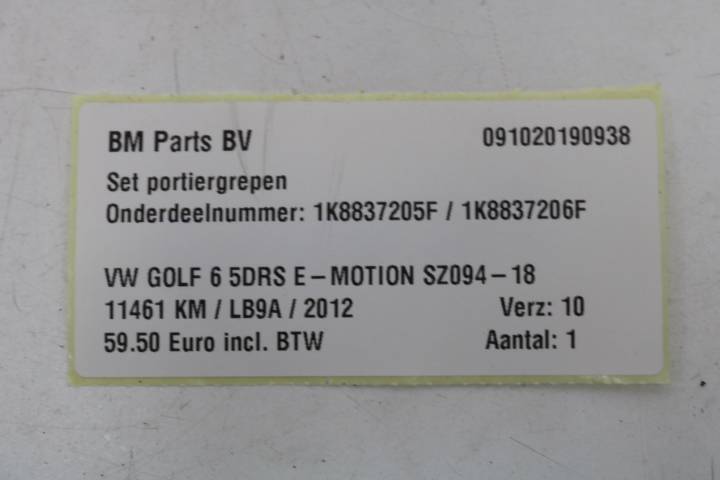 BM Parts BV 091020190938
Set portiergrepen
Onderdeelnummer: 1K8837205F / 1K8837206F
VW GOLF 6 5DRS E-MOTION SZ094-18
11461 KM / LB9A / 2012 Verz: 10
59.50 Euro incl. BTW Aantal: 1